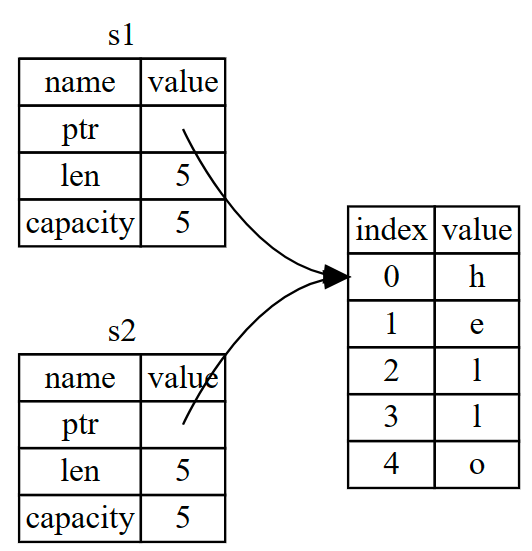 s1
name value
ptr
len 5
capacity 5
s2
name value
ptr
len 5
capacity 5
index value
0 h
1 e
2 l
3 l
4 o